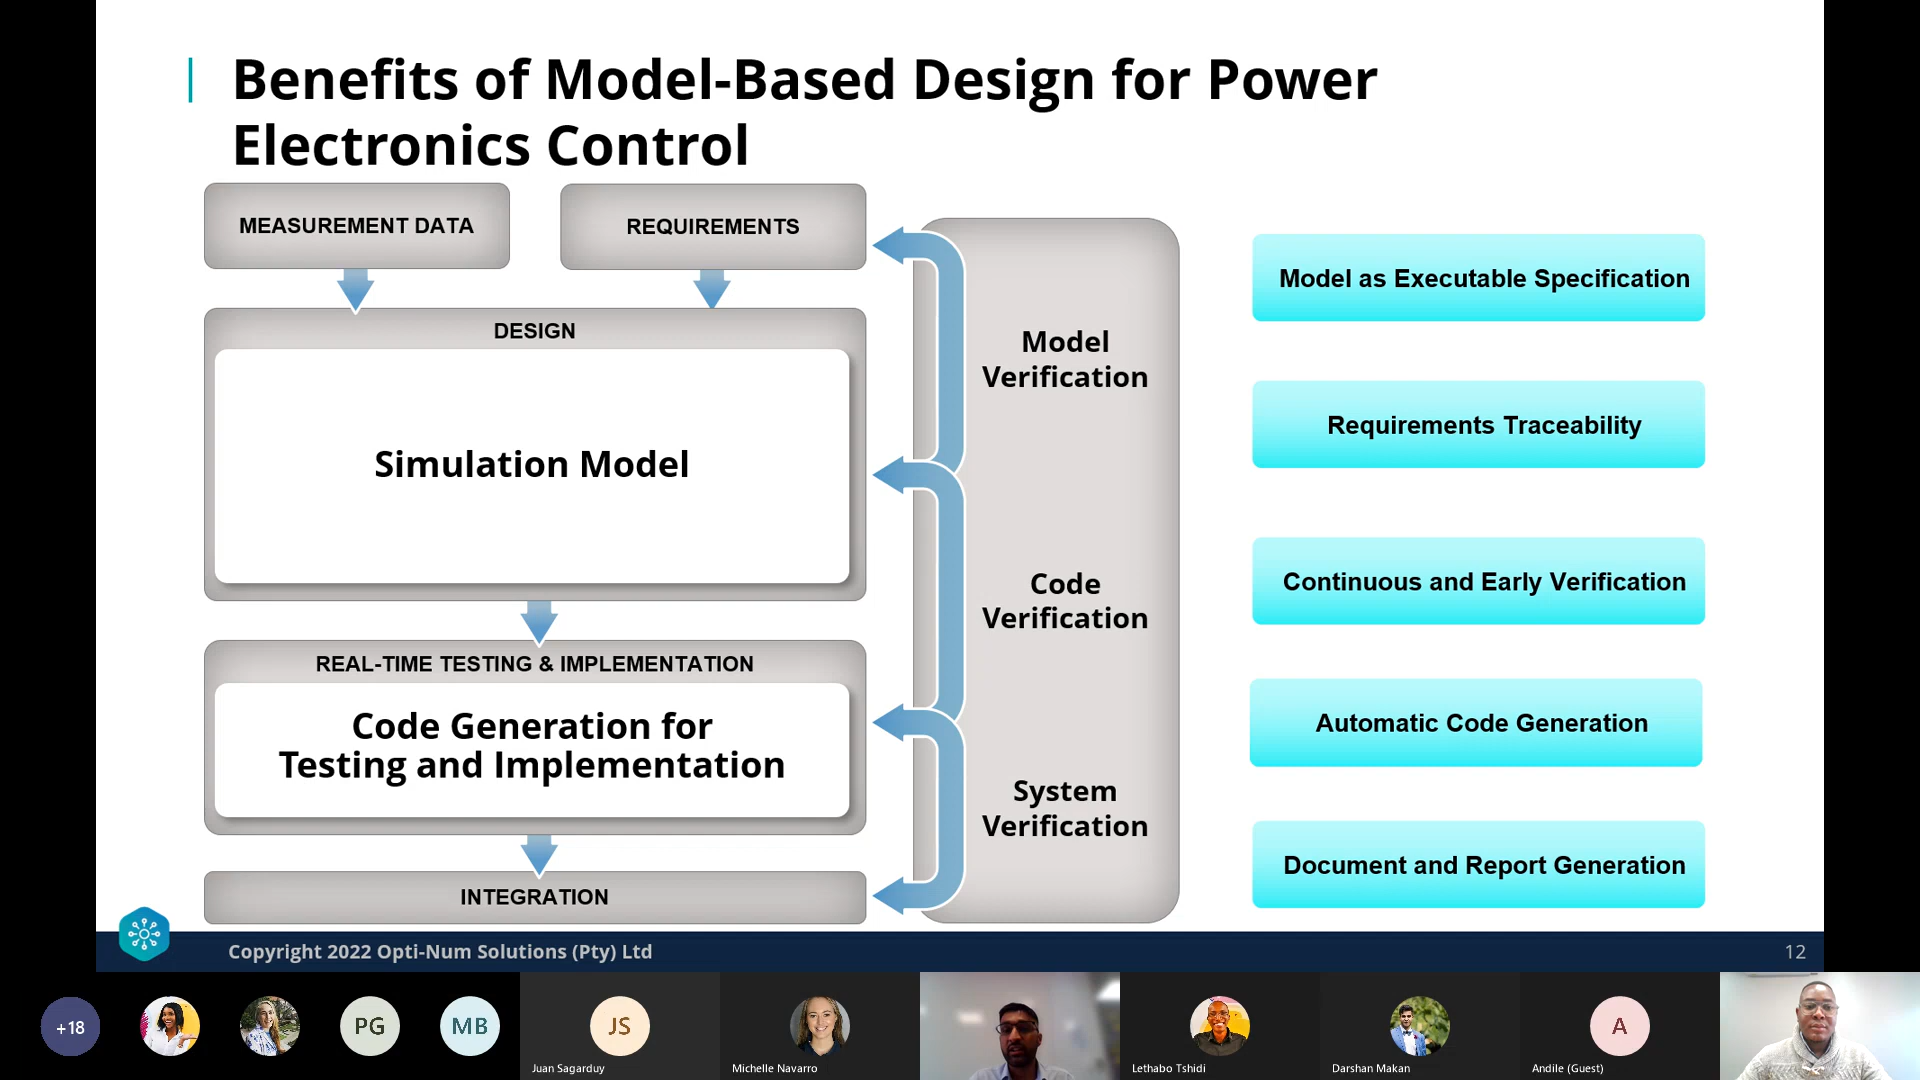 Benefits of Model-Based Design for Power
Electronics Control
MEASUREMENT DATA
REQUIREMENTS
DESIGN
Simulation Model
REAL-TIME TESTING & IMPLEMENTATION
Code Generation for
Testing and Implementation
INTEGRATION
Model
Verification
Code
Verification
System
Verification
Model as Executable Specification
Requirements Traceability
Continuous and Early Verification
Automatic Code Generation
Document and Report Generation
Copyright 2022 Opti-Num Solutions (Pty) Ltd
12
+18
PG
MB
JS
Juan Sagarduy
Michelle Navarro
Lethabo Tshidi
Darshan Makan
A
Andile (Guest)